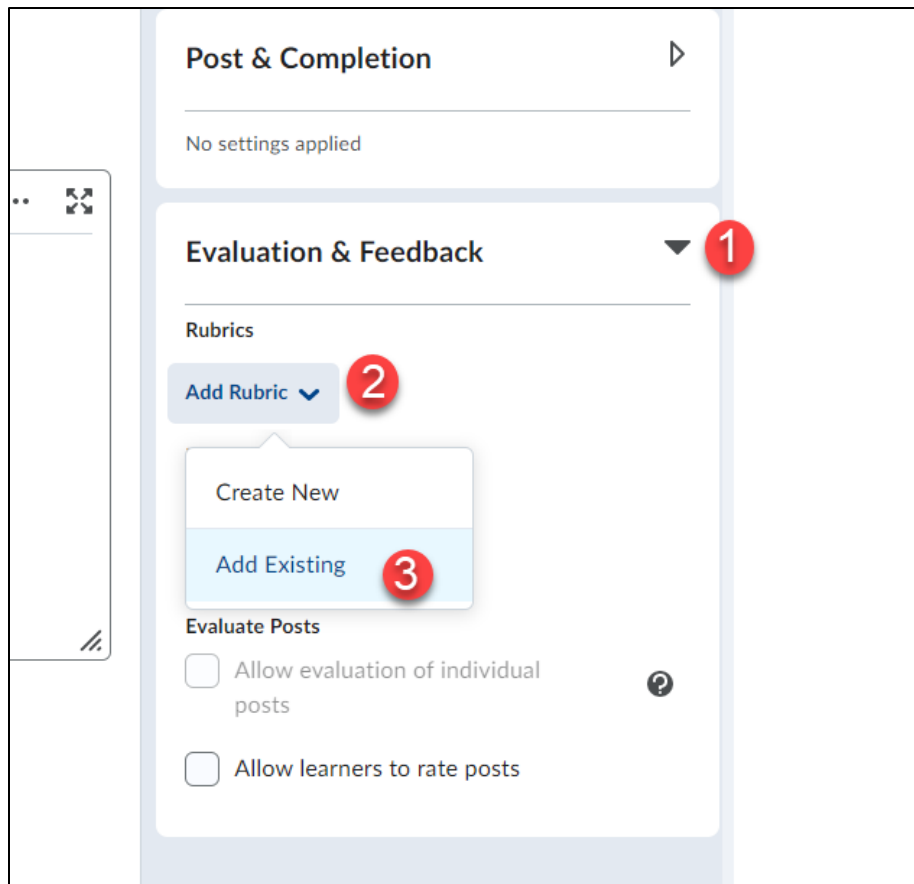 Post & Completion
No settings applied
Evaluation & Feedback
1
Rubrics
Add Rubric
2
Create New
Add Existing
3
Evaluate Posts
Allow evaluation of individual
posts
Allow learners to rate posts